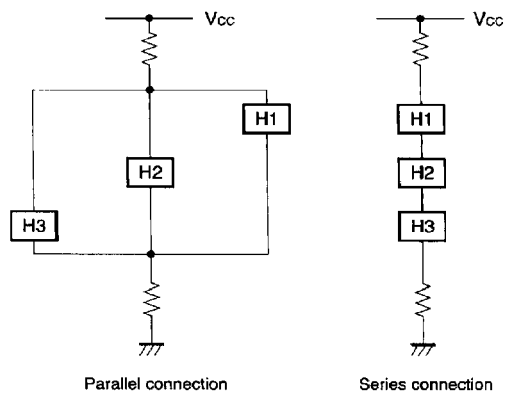 Vcc
Vcc
H1
H1
H2
H2
H3
H3
Parallel connection
Series connection